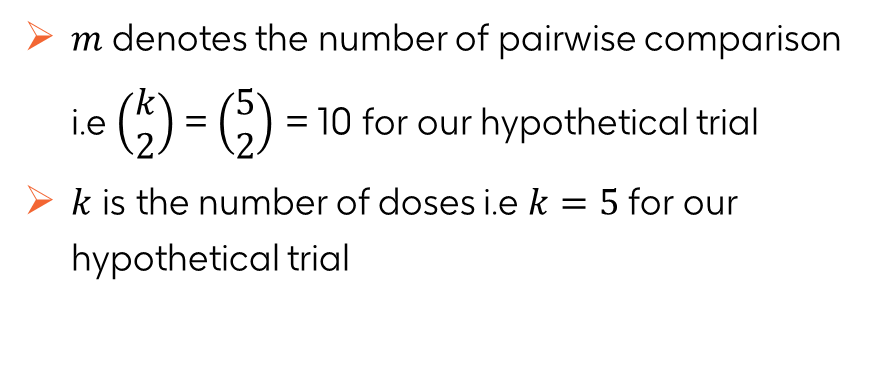 ➢ m denotes the number of pairwise comparison
i.e (k 2) = (5 2) = 10 for our hypothetical trial
➢ k is the number of doses i.e k = 5 for our
hypothetical trial